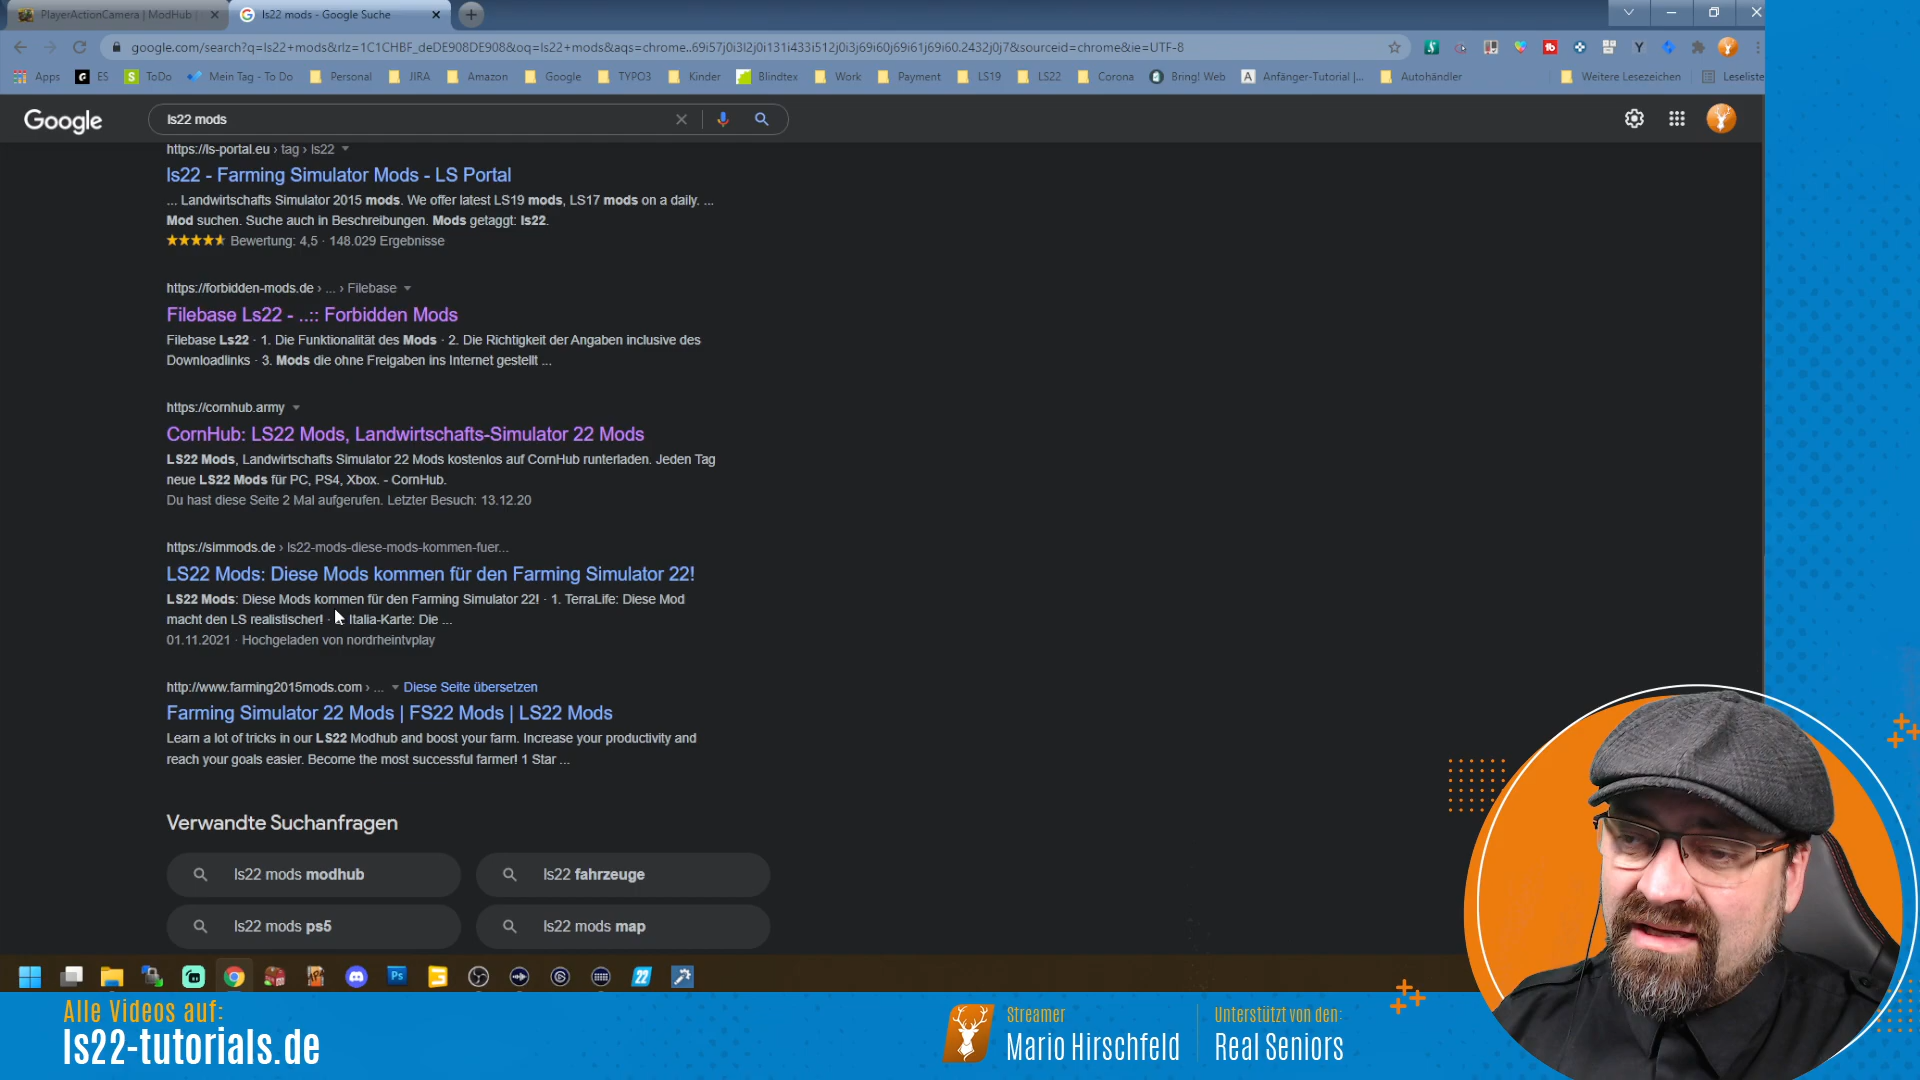 PlayerActionCamera | ModHub
ls22 mods - Google Suche
google.com/search?q=ls22+mods&rlz=1C1CHBF_deDE908DE908&oq=ls22+mods&aqs=chrome..69i57j0i3l2j0i131i433i512j0i3j69i60j69i61j69i60.2432j0j7&sourceid=chrome&ie=UTF-8
Apps ES ToDo Mein Tag - To Do Personal JIRA Amazon Google TYPO3 Kinder Blindtex Work Payment LS19 LS22 Corona Bring! Web Anfänger-Tutorial |... Autohändler Weitere Lesezeichen Leseliste
Google
ls22 mods
https://ls-portal.eu › tag › ls22
ls22 - Farming Simulator Mods - LS Portal
... Landwirtschafts Simulator 2015 mods. We offer latest LS19 mods, LS17 mods on a daily. ...
Mod suchen. Suche auch in Beschreibungen. Mods getaggt: ls22.
Bewertung: 4,5 · 148.029 Ergebnisse
https://forbidden-mods.de › ... › Filebase
Filebase Ls22 - ..:: Forbidden Mods
Filebase Ls22 · 1. Die Funktionalität des Mods · 2. Die Richtigkeit der Angaben inclusive des
Downloadlinks · 3. Mods die ohne Freigaben ins Internet gestellt ...
https://cornhub.army
CornHub: LS22 Mods, Landwirtschafts-Simulator 22 Mods
LS22 Mods, Landwirtschafts Simulator 22 Mods kostenlos auf CornHub runterladen. Jeden Tag
neue LS22 Mods für PC, PS4, Xbox. - CornHub.
Du hast diese Seite 2 Mal aufgerufen. Letzter Besuch: 13.12.20
https://simmods.de › ls22-mods-diese-mods-kommen-fuer...
LS22 Mods: Diese Mods kommen für den Farming Simulator 22!
LS22 Mods: Diese Mods kommen für den Farming Simulator 22! · 1. TerraLife: Diese Mod
macht den LS realistischer! · Italia-Karte: Die ...
01.11.2021 · Hochgeladen von nordrheintvplay
http://www.farming2015mods.com › ... Diese Seite übersetzen
Farming Simulator 22 Mods | FS22 Mods | LS22 Mods
Learn a lot of tricks in our LS22 Modhub and boost your farm. Increase your productivity and
reach your goals easier. Become the most successful farmer! 1 Star ...
Verwandte Suchanfragen
ls22 mods modhub
ls22 fahrzeuge
ls22 mods ps5
ls22 mods map
Ps
22
Alle Videos auf:
ls22-tutorials.de
Streamer
Mario Hirschfeld
Unterstützt von den:
Real Seniors